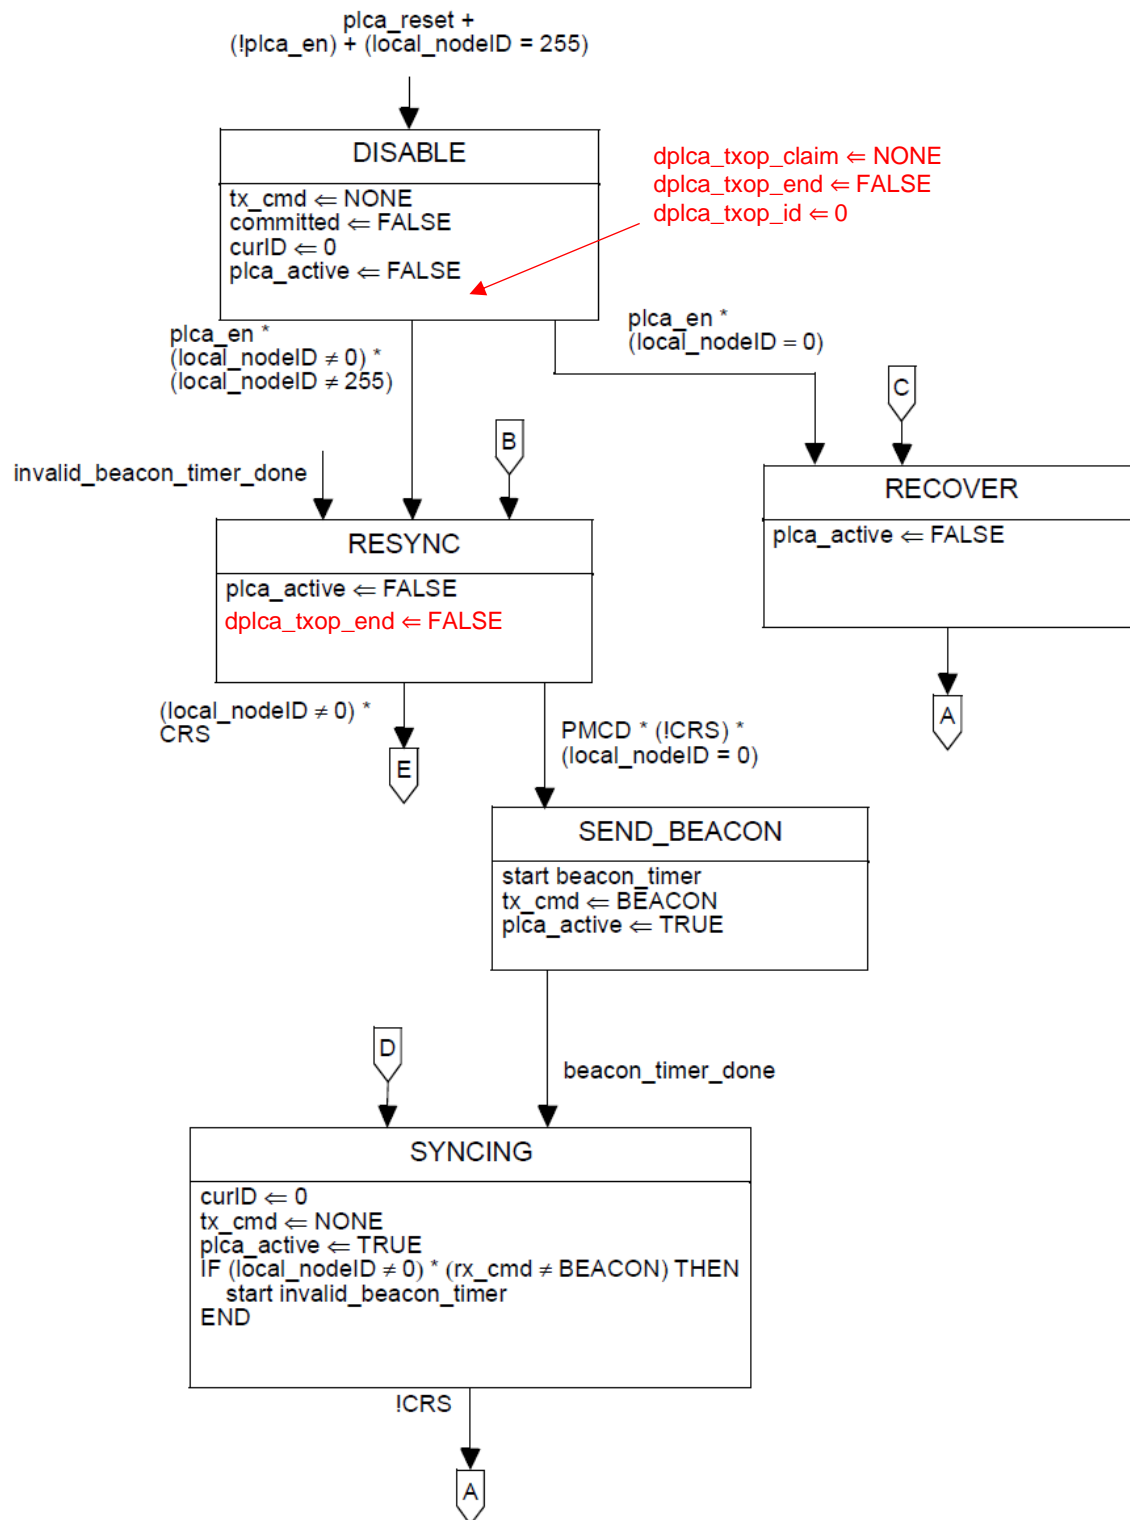 plca_reset +
(!plca_en) + (local_nodeID = 255)
DISABLE
tx_cmd ⇐ NONE
committed ⇐ FALSE
curID ⇐ 0
plca_active ⇐ FALSE
dplca_txop_claim ⇐ NONE
dplca_txop_end ⇐ FALSE
dplca_txop_id ⇐ 0
plca_en *
(local_nodeID ≠ 0) *
(local_nodeID ≠ 255)
plca_en *
(local_nodeID = 0)
C
B
invalid_beacon_timer_done
RECOVER
plca_active ⇐ FALSE
RESYNC
plca_active ⇐ FALSE
dplca_txop_end ⇐ FALSE
(local_nodeID ≠ 0) *
CRS
E
PMCD * (!CRS) *
(local_nodeID = 0)
A
SEND_BEACON
start beacon_timer
tx_cmd ⇐ BEACON
plca_active ⇐ TRUE
D
beacon_timer_done
SYNCING
curID ⇐ 0
tx_cmd ⇐ NONE
plca_active ⇐ TRUE
IF (local_nodeID ≠ 0) * (rx_cmd ≠ BEACON) THEN
start invalid_beacon_timer
END
!CRS
A